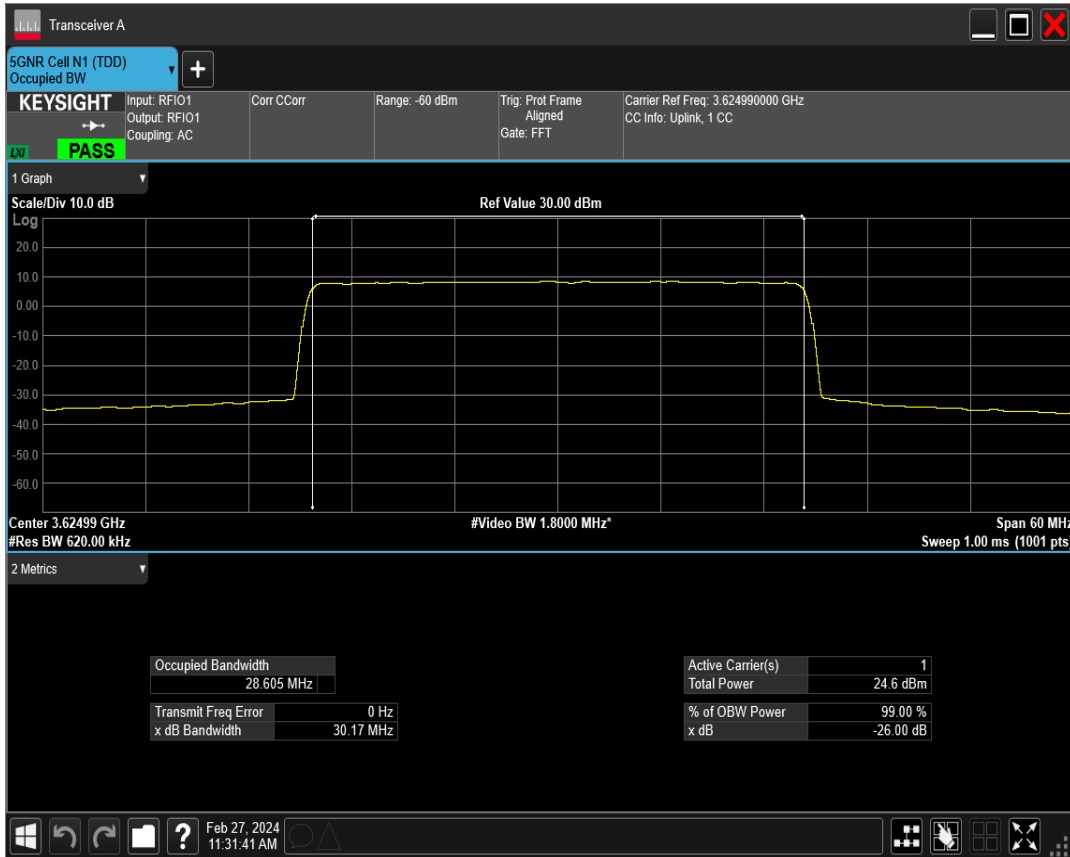 Transceiver A
5GNR Cell N1 (TDD)
Occupied BW
+
KEYSIGHT
LXI
PASS
Input: RFIO1
Output: RFIO1
Coupling: AC
Corr CCorr
Range: -60 dBm
Trig: Prot Frame
Aligned
Gate: FFT
Carrier Ref Freq: 3.624990000 GHz
CC Info: Uplink, 1 CC
1 Graph
Scale/Div 10.0 dB
Ref Value 30.00 dBm
Log
20.0
10.0
0.00
-10.0
-20.0
-30.0
-40.0
-50.0
-60.0
Center 3.62499 GHz
#Video BW 1.8000 MHz*
Span 60 MHz
#Res BW 620.00 kHz
Sweep 1.00 ms (1001 pts)
2 Metrics
Occupied Bandwidth
28.605 MHz
Transmit Freq Error 0 Hz
x dB Bandwidth 30.17 MHz
Active Carrier(s) 1
Total Power 24.6 dBm
% of OBW Power 99.00 %
x dB -26.00 dB
?
Feb 27, 2024
11:31:41 AM